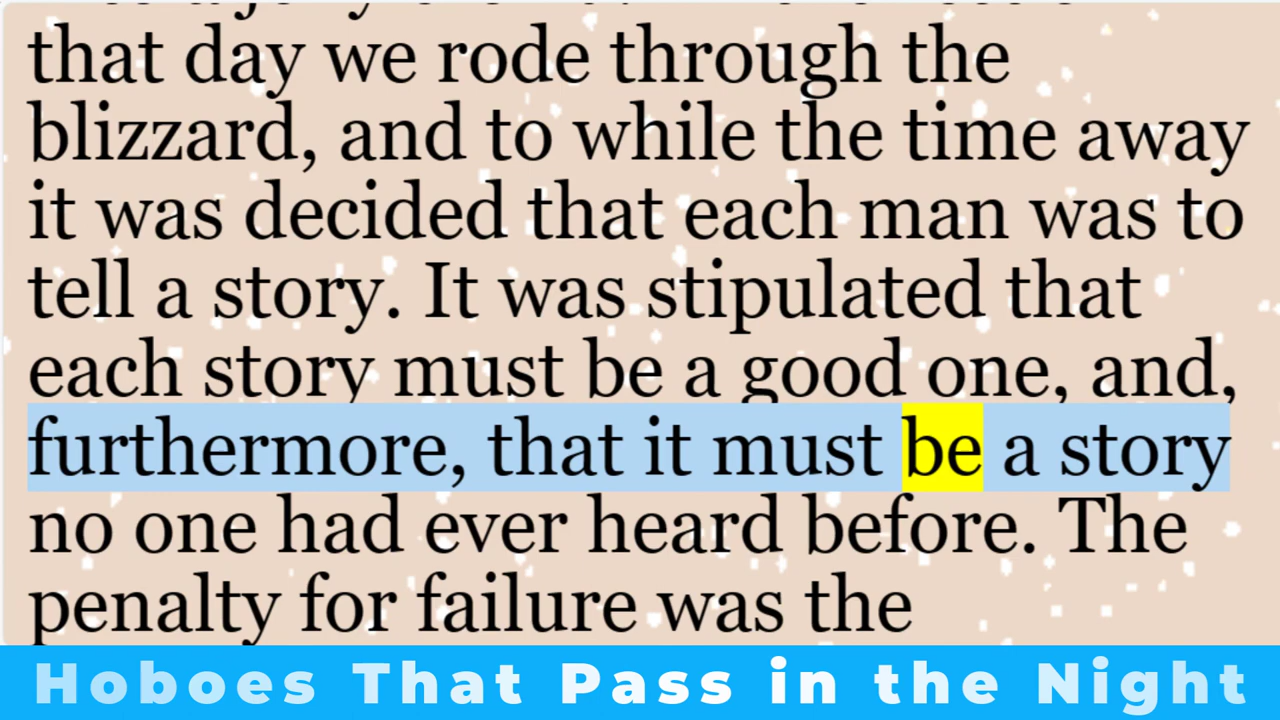 that day we rode through the
blizzard, and to while the time away
it was decided that each man was to
tell a story. It was stipulated that
each story must be a good one, and,
furthermore, that it must be a story
no one had ever heard before. The
penalty for failure was the
Hoboes That Pass in the Night